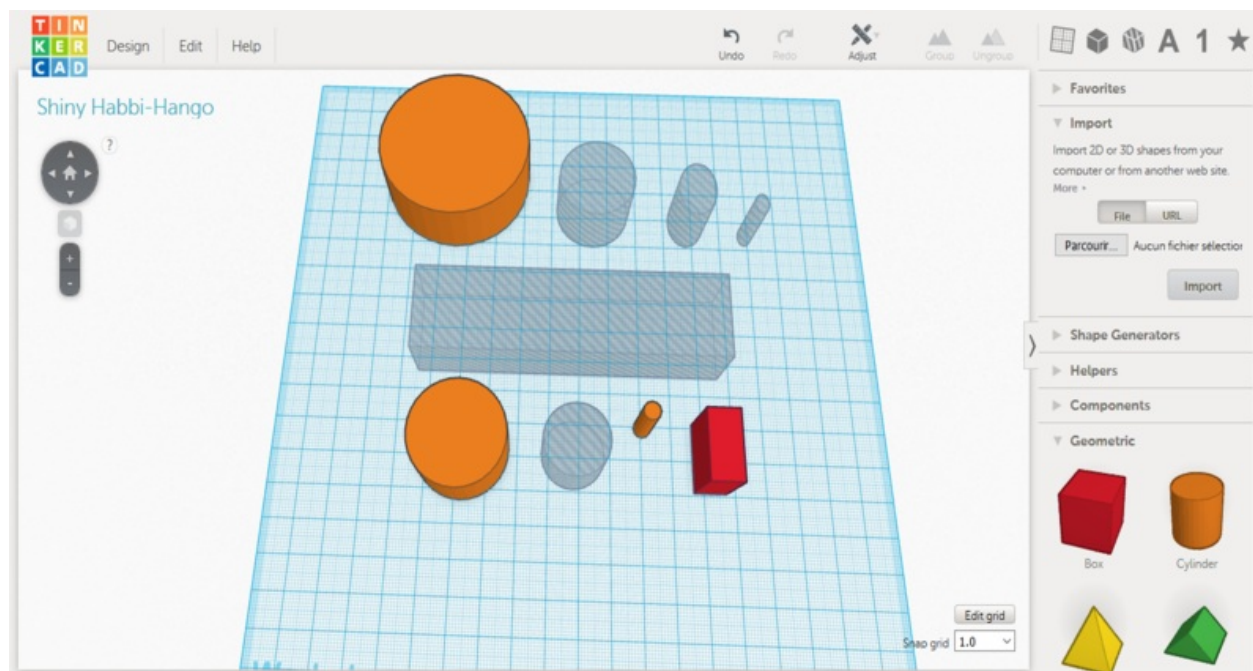 TIN
KER
CAD
Design
Edit
Help
Undo
Redo
Adjust
Group
Ungroup
A
1
Shiny Habbi-Hango
?
+
-
Favorites
Import
Import 2D or 3D shapes from your
computer or from another web site.
More
File
URL
Parcourir...
Aucun fichier sélection
Import
Shape Generators
Helpers
Components
Geometric
Box
Cylinder
Edit grid
Snap grid
1.0